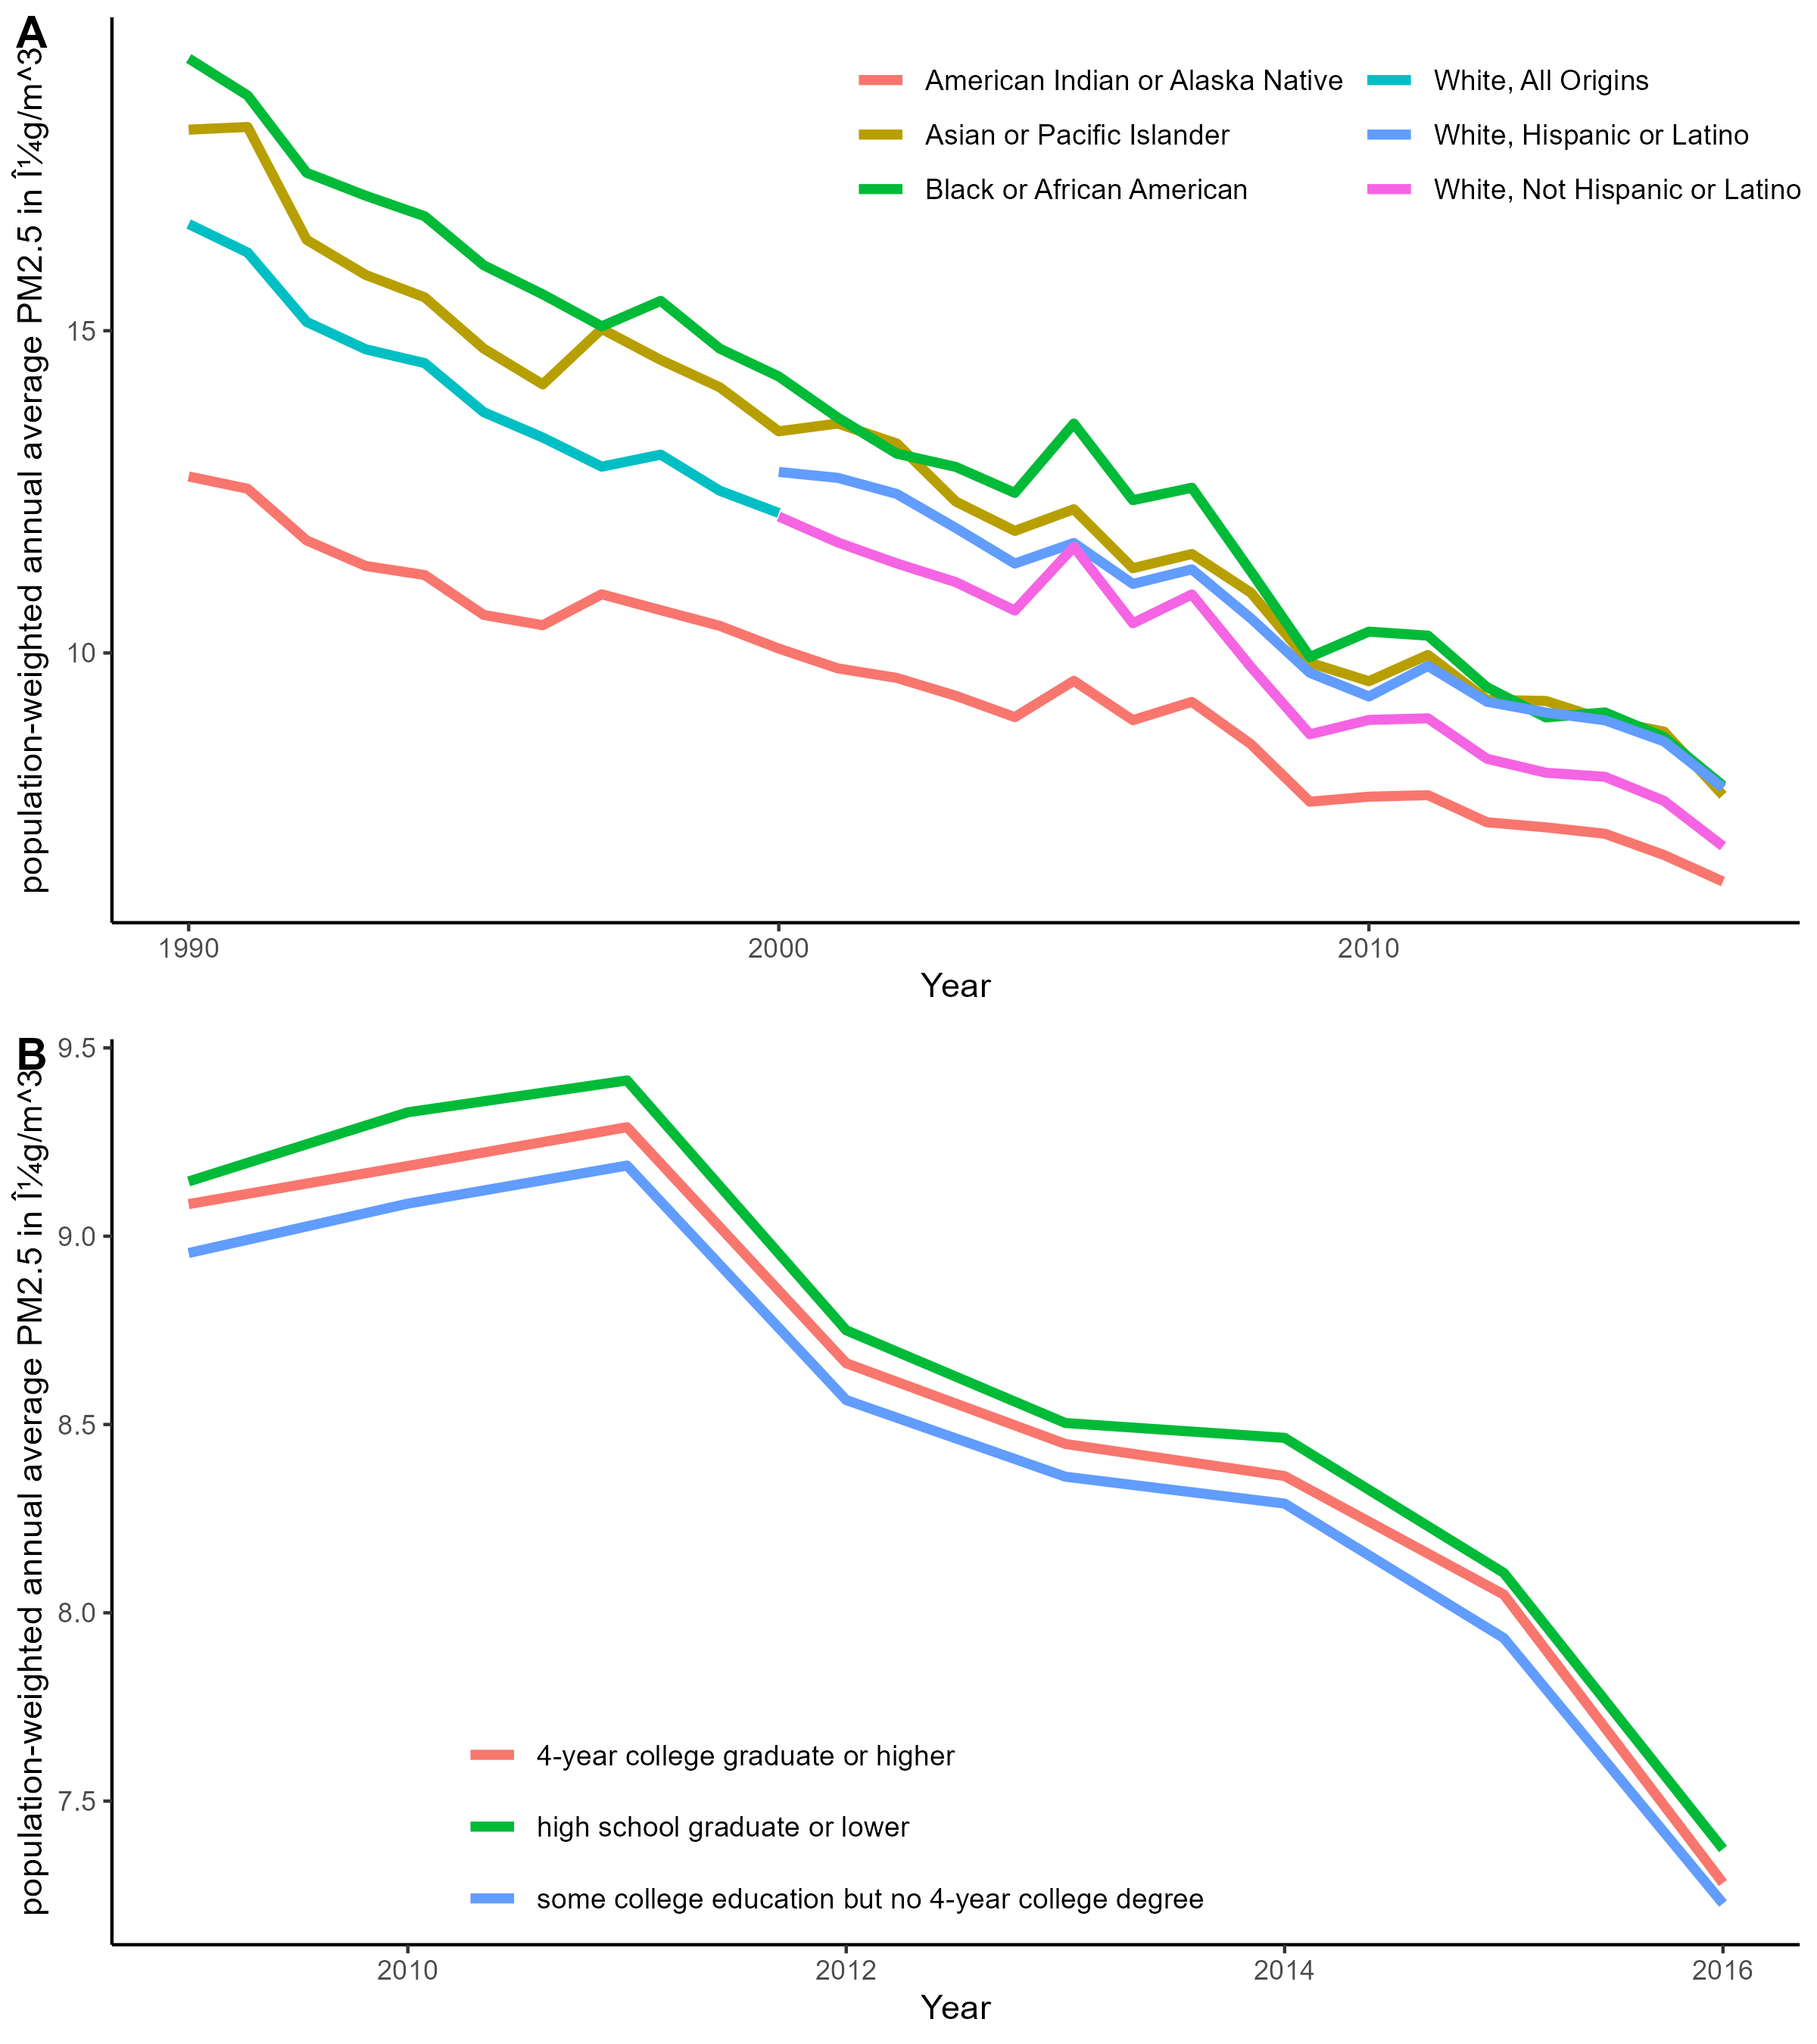 A
population-weighted annual average PM2.5 in Î¼g/m^3
American Indian or Alaska Native
Asian or Pacific Islander
Black or African American
White, All Origins
White, Hispanic or Latino
White, Not Hispanic or Latino
15
10
1990
2000
2010
Year
B
population-weighted annual average PM2.5 in Î¼g/m^3
9.5
9.0
8.5
8.0
7.5
4-year college graduate or higher
high school graduate or lower
some college education but no 4-year college degree
2010
2012
2014
2016
Year